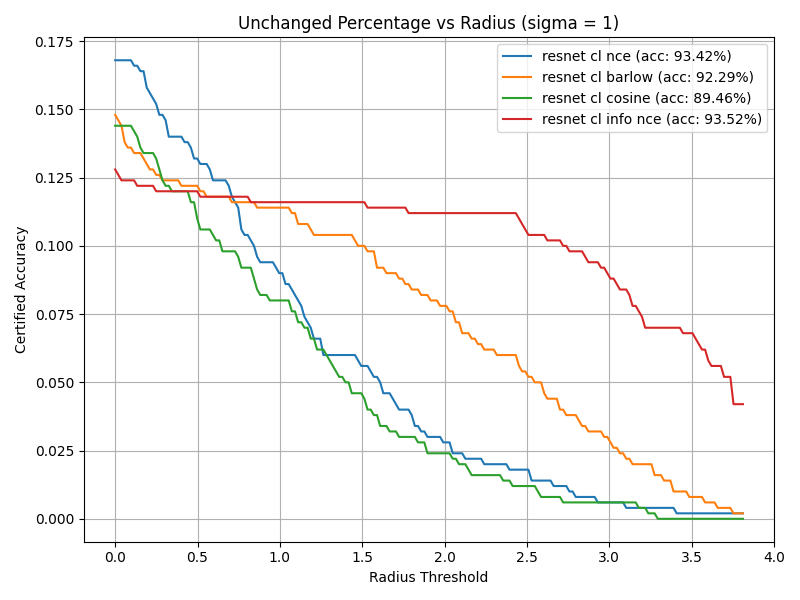 Unchanged Percentage vs Radius (sigma = 1)
resnet cl nce (acc: 93.42%)
resnet cl barlow (acc: 92.29%)
resnet cl cosine (acc: 89.46%)
resnet cl info nce (acc: 93.52%)
Certified Accuracy
0.175
0.150
0.125
0.100
0.075
0.050
0.025
0.000
0.0 0.5 1.0 1.5 2.0 2.5 3.0 3.5 4.0
Radius Threshold